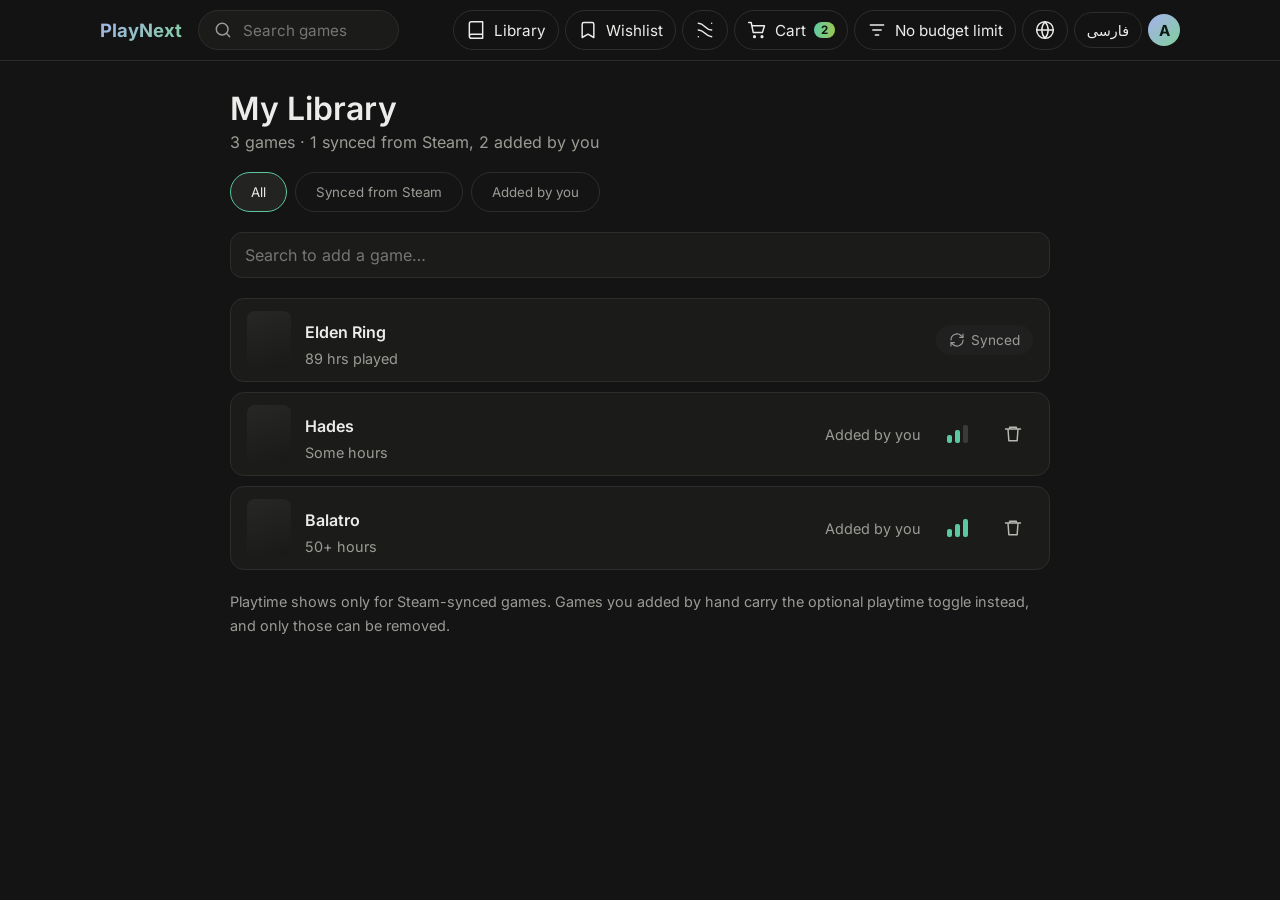 PlayNext
Search games
Library
Wishlist
Cart 2
No budget limit
فارسی
A
My Library
3 games · 1 synced from Steam, 2 added by you
All
Synced from Steam
Added by you
Search to add a game...
Elden Ring
89 hrs played
Synced
Hades
Some hours
Added by you
Balatro
50+ hours
Added by you
Playtime shows only for Steam-synced games. Games you added by hand carry the optional playtime toggle instead,
and only those can be removed.